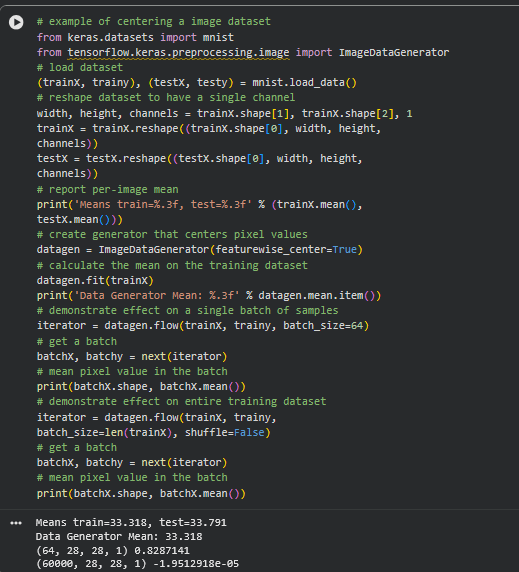 # example of centering a image dataset
from keras.datasets import mnist
from tensorflow.keras.preprocessing.image import ImageDataGenerator
# load dataset
(trainX, trainy), (testX, testy) = mnist.load_data()
# reshape dataset to have a single channel
width, height, channels = trainX.shape[1], trainX.shape[2], 1
trainX = trainX.reshape((trainX.shape[0], width, height,
channels))
testX = testX.reshape((testX.shape[0], width, height,
channels))
# report per-image mean
print('Means train=%.3f, test=%.3f' % (trainX.mean(),
testX.mean()))
# create generator that centers pixel values
datagen = ImageDataGenerator(featurewise_center=True)
# calculate the mean on the training dataset
datagen.fit(trainX)
print('Data Generator Mean: %.3f' % datagen.mean.item())
# demonstrate effect on a single batch of samples
iterator = datagen.flow(trainX, trainy, batch_size=64)
# get a batch
batchX, batchy = next(iterator)
# mean pixel value in the batch
print(batchX.shape, batchX.mean())
# demonstrate effect on entire training dataset
iterator = datagen.flow(trainX, trainy,
batch_size=len(trainX), shuffle=False)
# get a batch
batchX, batchy = next(iterator)
# mean pixel value in the batch
print(batchX.shape, batchX.mean())
Means train=33.318, test=33.791
Data Generator Mean: 33.318
(64, 28, 28, 1) 0.8287141
(60000, 28, 28, 1) -1.9512918e-05